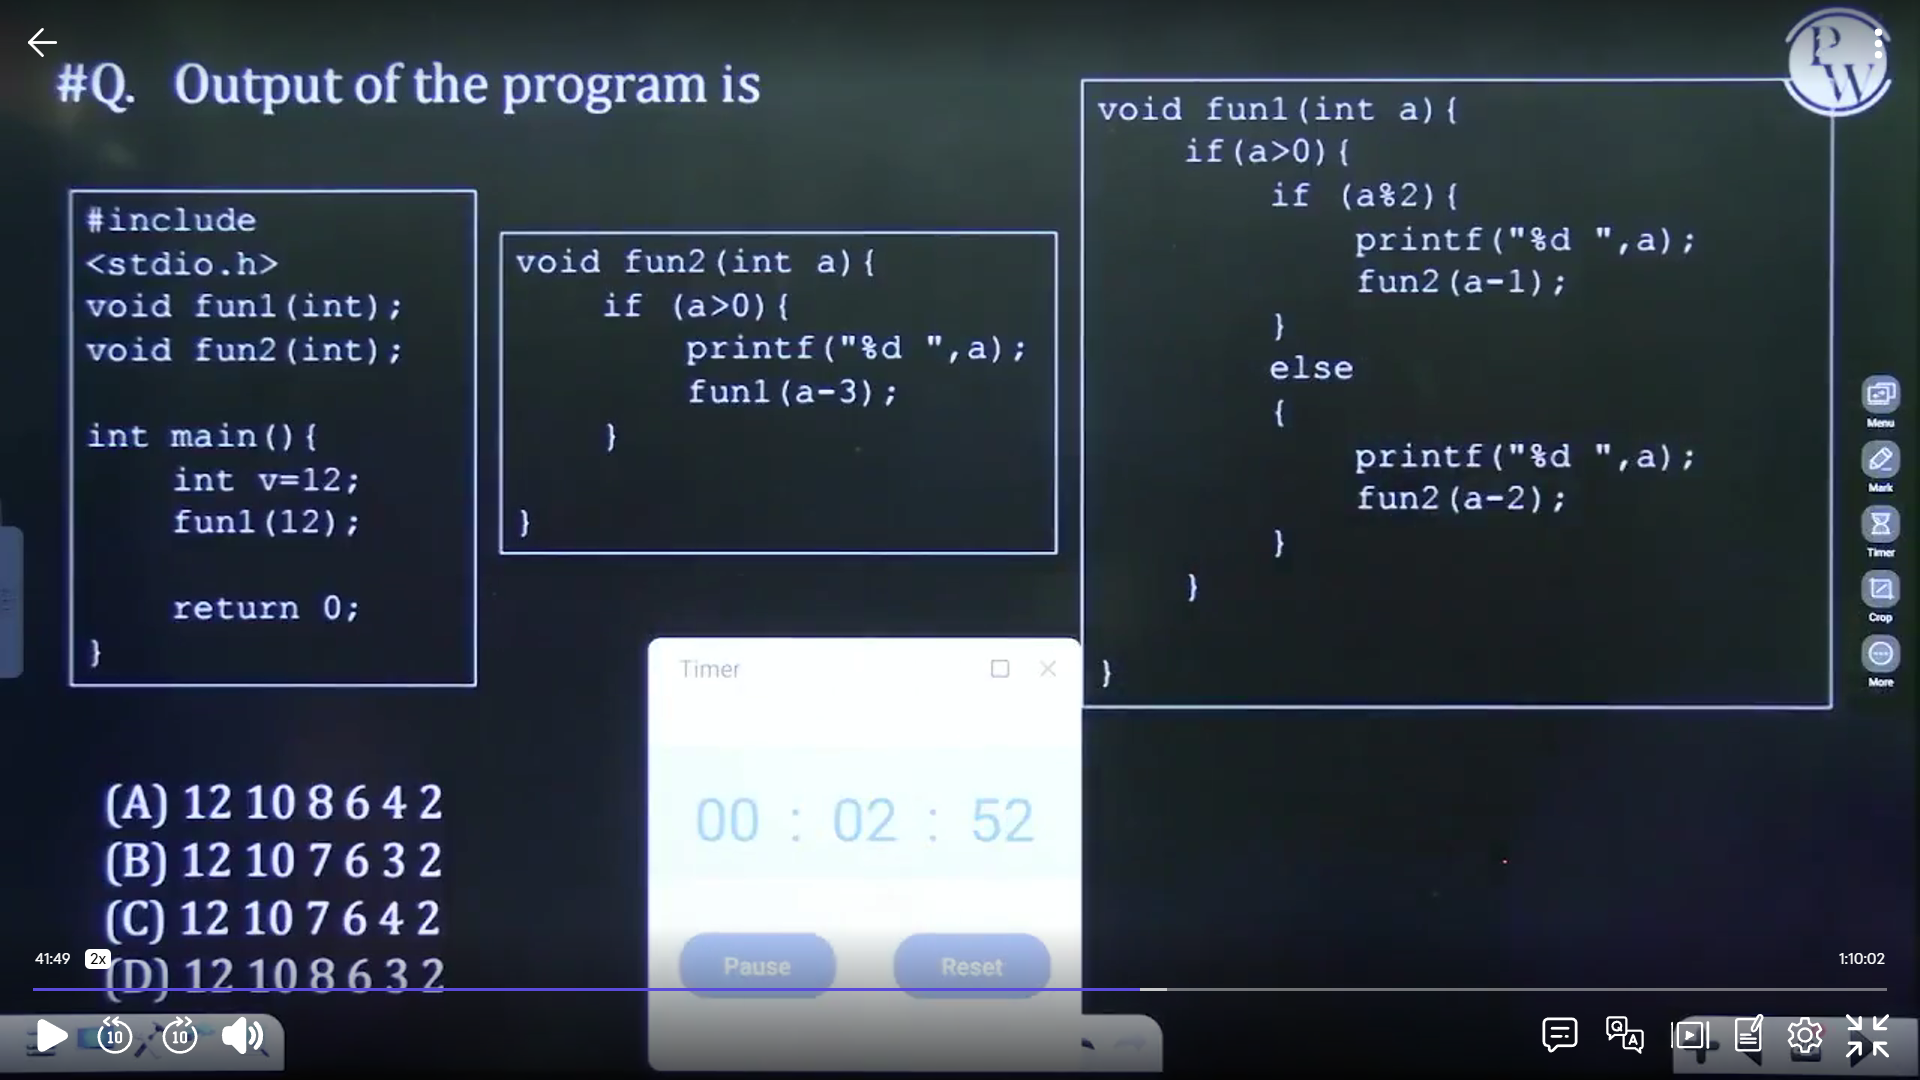 #Q. Output of the program is
PW
#include
<stdio.h>
void fun1(int);
void fun2(int);
int main(){
int v=12;
fun1(12);
return 0;
}
void fun2(int a){
if (a>0){
printf("%d ",a);
fun1(a-3);
}
}
void fun1(int a){
if(a>0){
if (a%2){
printf("%d ",a);
fun2(a-1);
}
else
{
printf("%d ",a);
fun2(a-2);
}
}
}
Menu
Mark
Timer
Crop
More
Timer
00 : 02 : 52
Pause
Reset
(A) 12 10 8 6 4 2
(B) 12 10 7 6 3 2
(C) 12 10 7 6 4 2
(D) 12 10 8 6 3 2
41:49
2x
1:10:02
10
10
Q
A